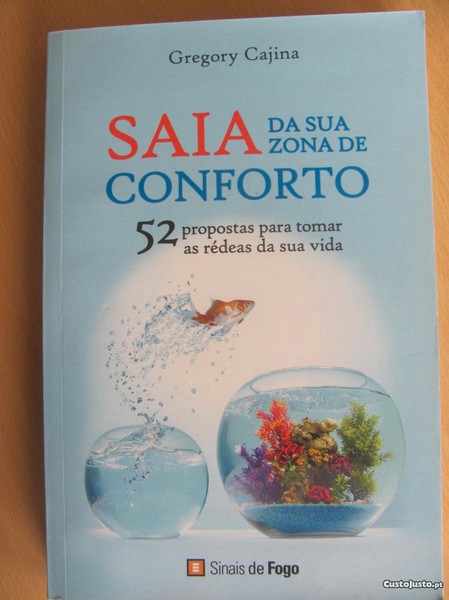 Gregory Cajina
SAIA DA SUA
ZONA DE
CONFORTO
52 propostas para tomar
as rédeas da sua vida
Sinais de Fogo
Custojusto.pt